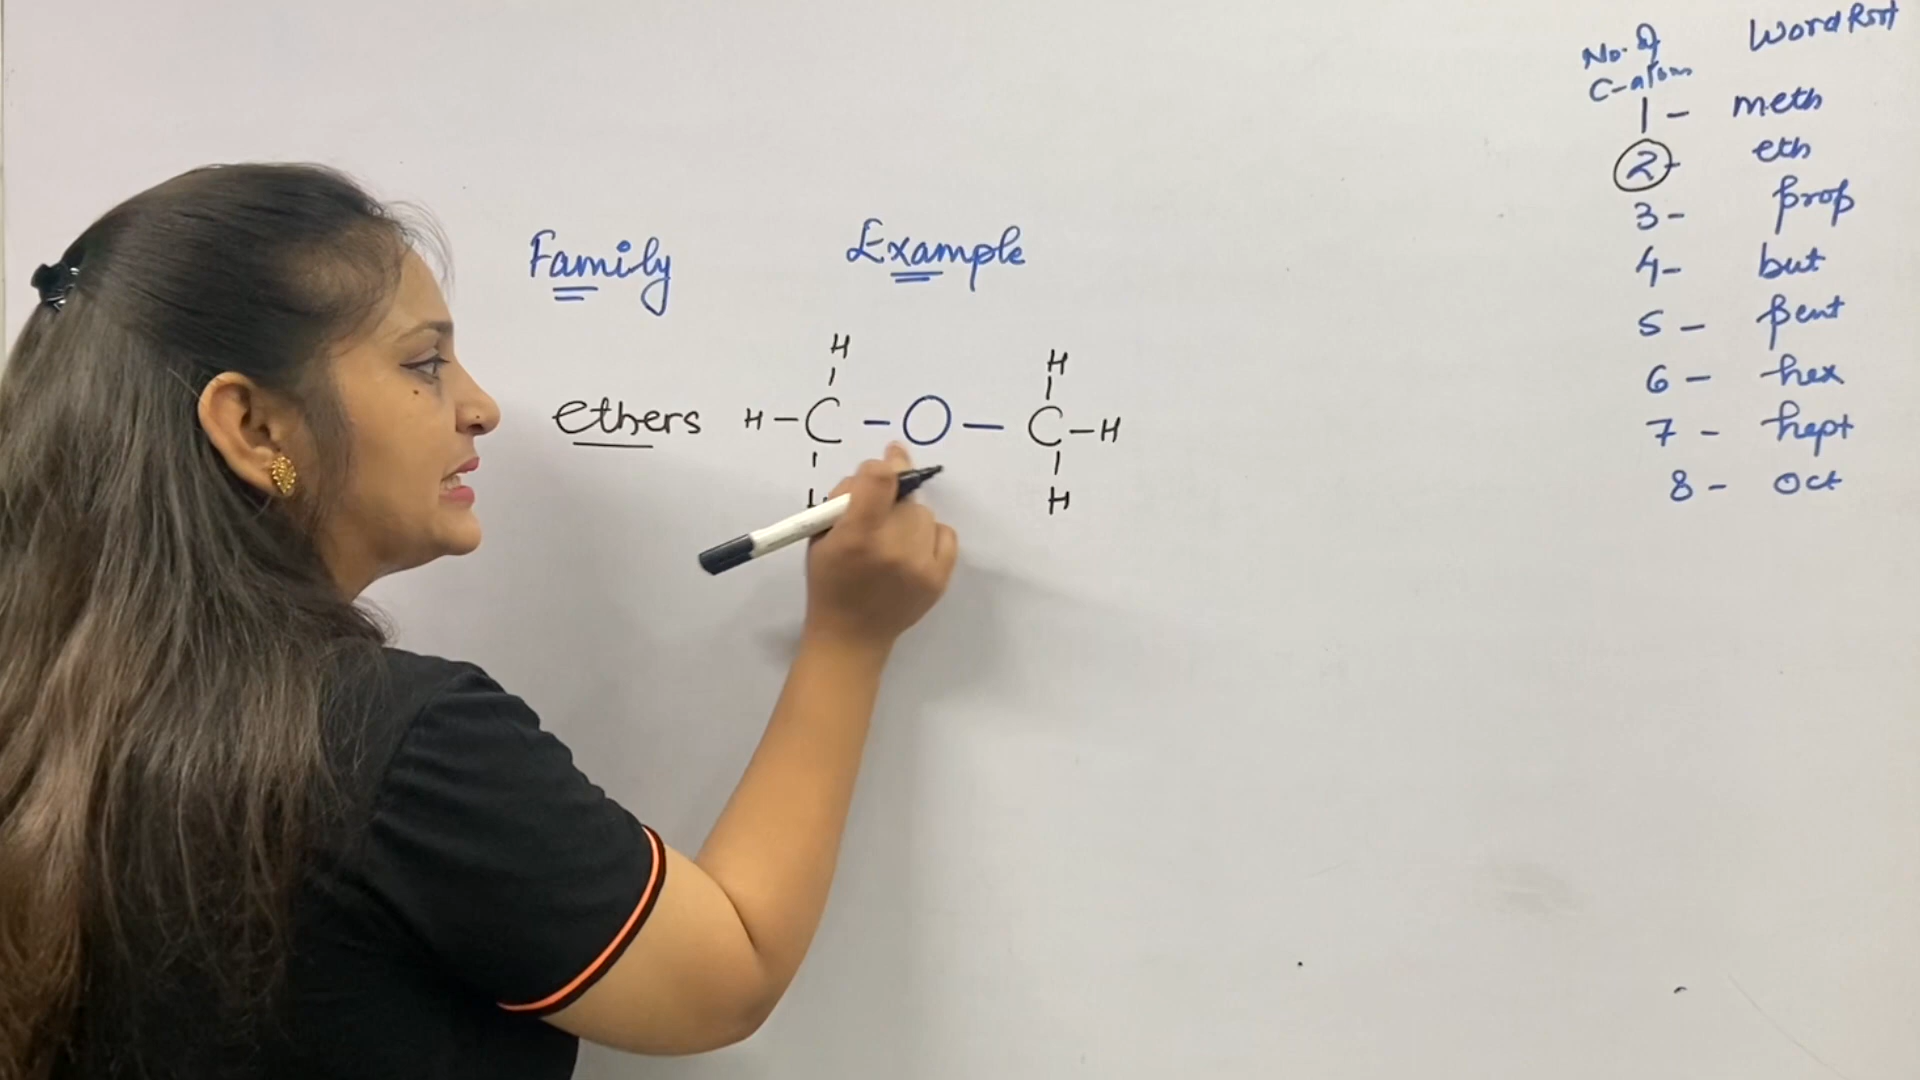 No. of Word Root
C-atoms
1 - meth
2 - eth
3 - prop
4 - but
5 - pent
6 - hex
7 - hept
8 - oct
Family Example
H H
ethers H - C - O - C - H
H